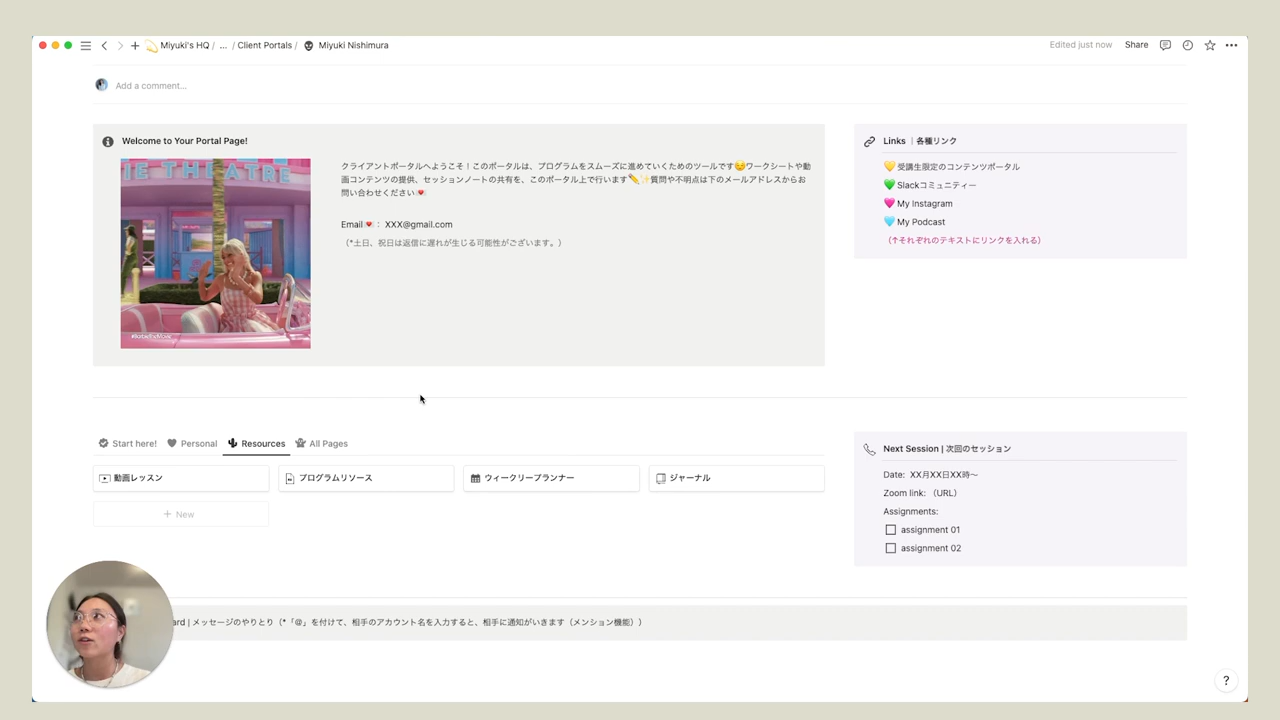 Miyuki's HQ / ... / Client Portals / Miyuki Nishimura
Edited just now
Share
Add a comment...
Welcome to Your Portal Page!
IE THEATRE
クライアントポータルへようこそ！このポータルは、プログラムをスムーズに進めていくためのツールです😏ワークシートや動
画コンテンツの提供、セッションノートの共有を、このポータル上で行います✏️✨質問や不明点は下のメールアドレスからお
問い合わせください💌
Email💌： XXX@gmail.com
（*土日、祝日は返信に遅れが生じる可能性がございます。）
#BarbieTheMovie
Links ｜各種リンク
💛受講生限定のコンテンツポータル
💚Slackコミュニティー
💖My Instagram
🩵My Podcast
（↑それぞれのテキストにリンクを入れる）
Start here!
Personal
Resources
All Pages
動画レッスン
プログラムリソース
ウィークリープランナー
ジャーナル
+ New
Next Session | 次回のセッション
Date: XX月XX日XX時〜
Zoom link: （URL）
Assignments:
assignment 01
assignment 02
ard | メッセージのやりとり（*「@」を付けて、相手のアカウント名を入力すると、相手に通知がいきます（メンション機能））
?